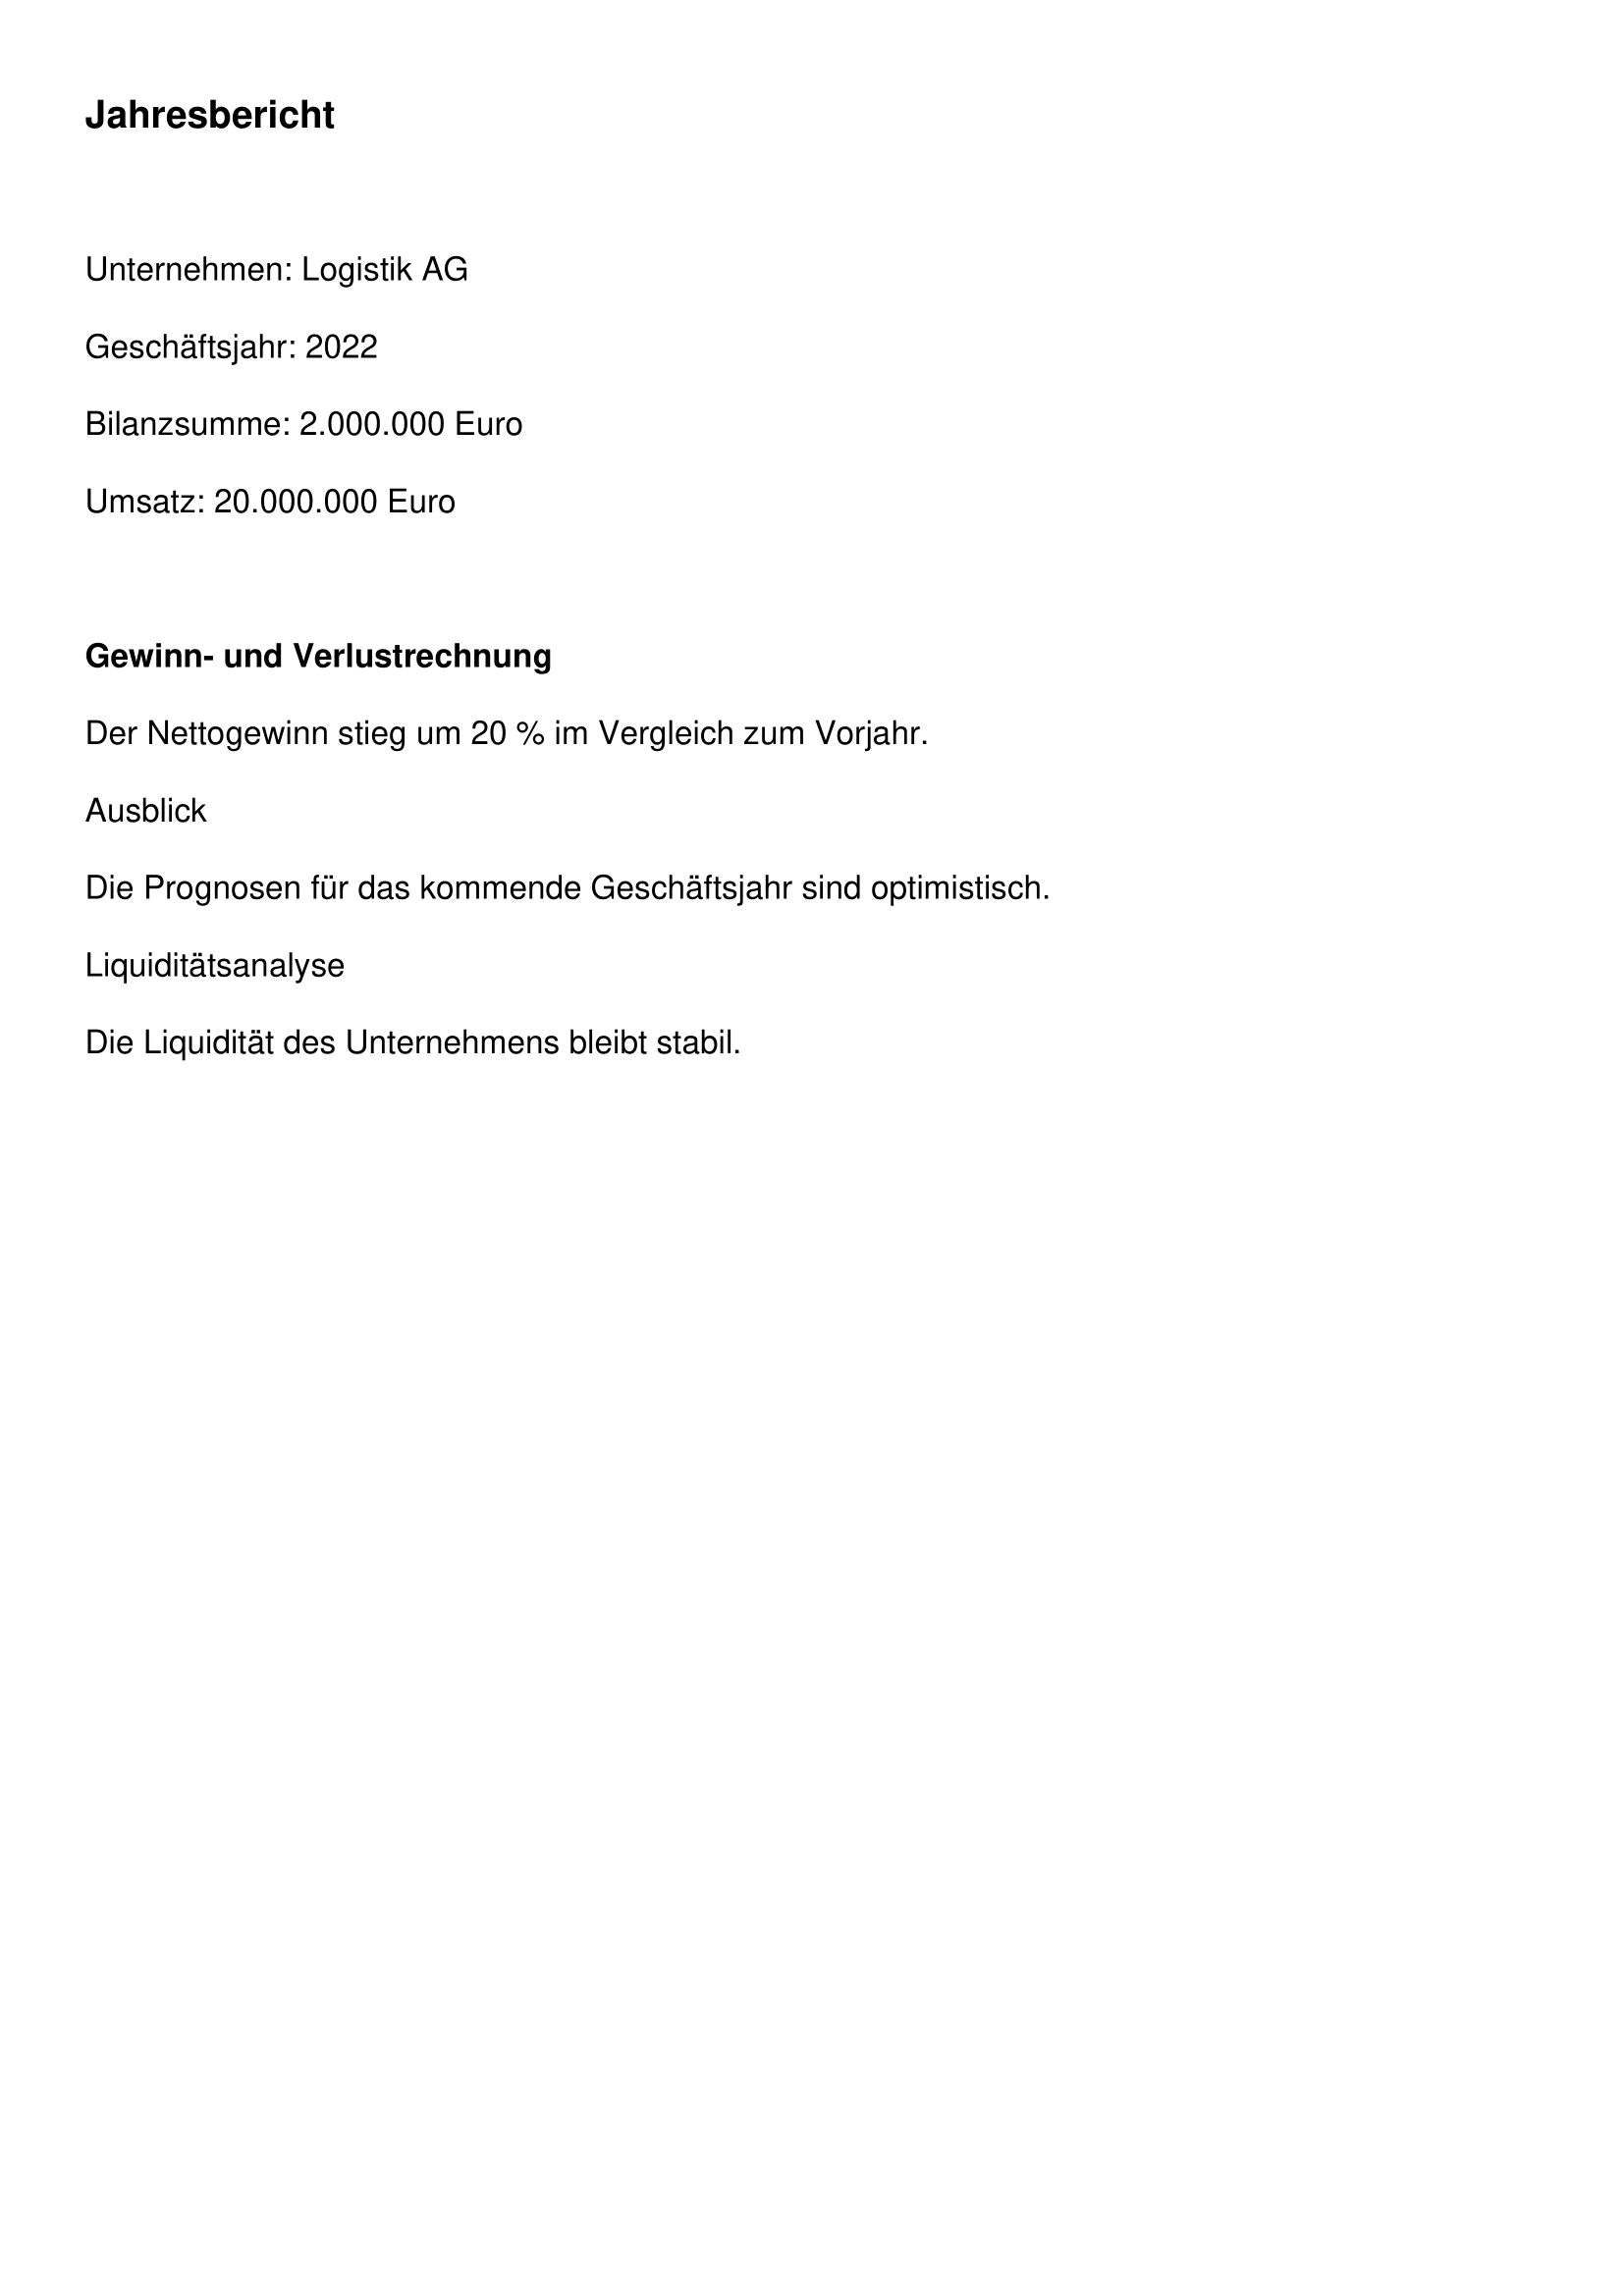 Jahresbericht
Unternehmen: Logistik AG
Geschäftsjahr: 2022
Bilanzsumme: 2.000.000 Euro
Umsatz: 20.000.000 Euro
Gewinn- und Verlustrechnung
Der Nettogewinn stieg um 20 % im Vergleich zum Vorjahr.
Ausblick
Die Prognosen für das kommende Geschäftsjahr sind optimistisch.
Liquiditätsanalyse
Die Liquidität des Unternehmens bleibt stabil.